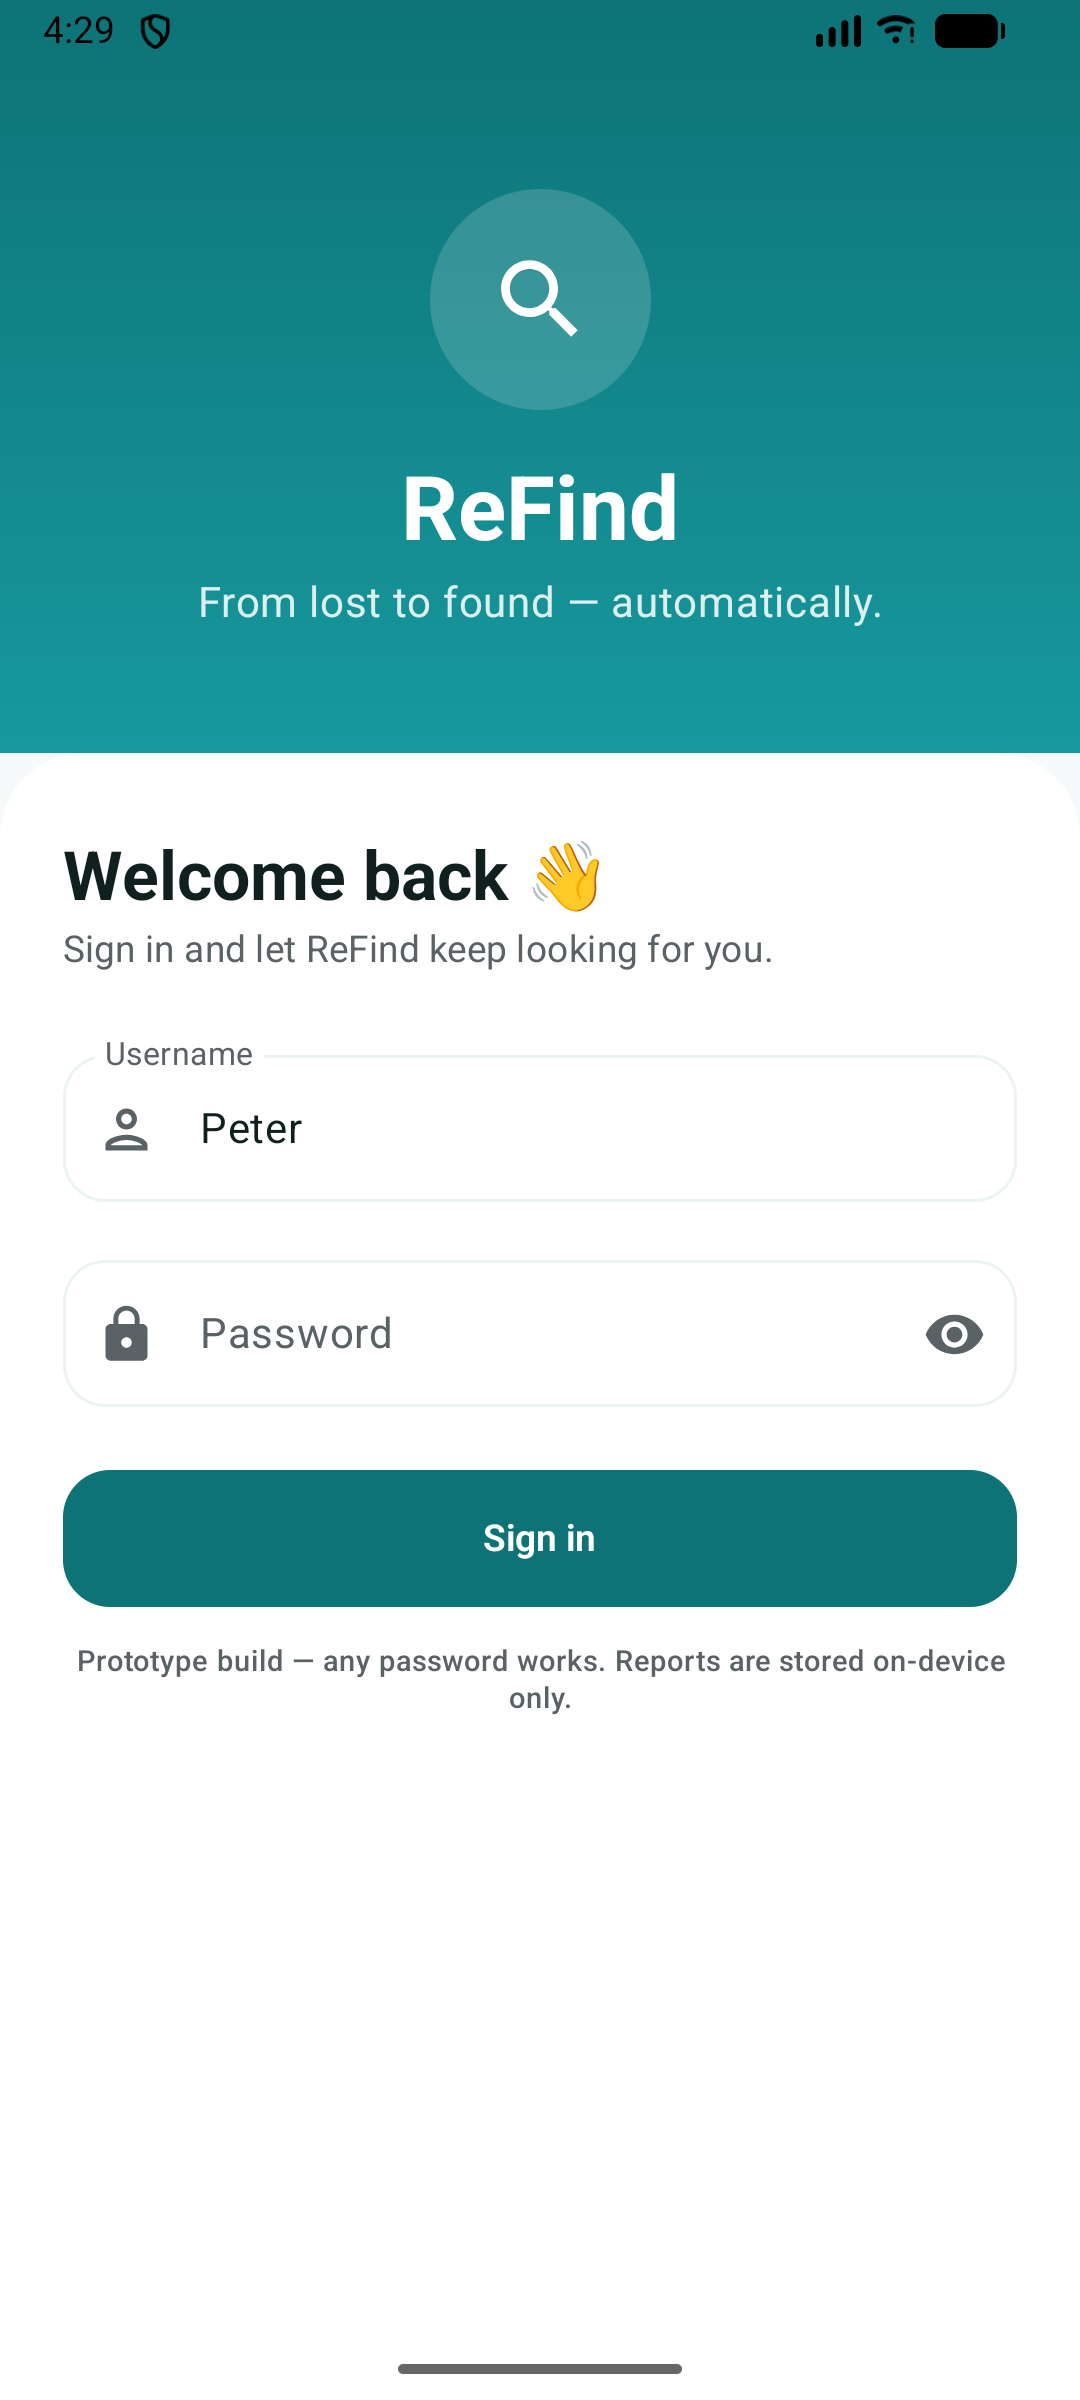 4:29
ReFind
From lost to found — automatically.
Welcome back 👋
Sign in and let ReFind keep looking for you.
Username
Peter
Password
Sign in
Prototype build — any password works. Reports are stored on-device
only.